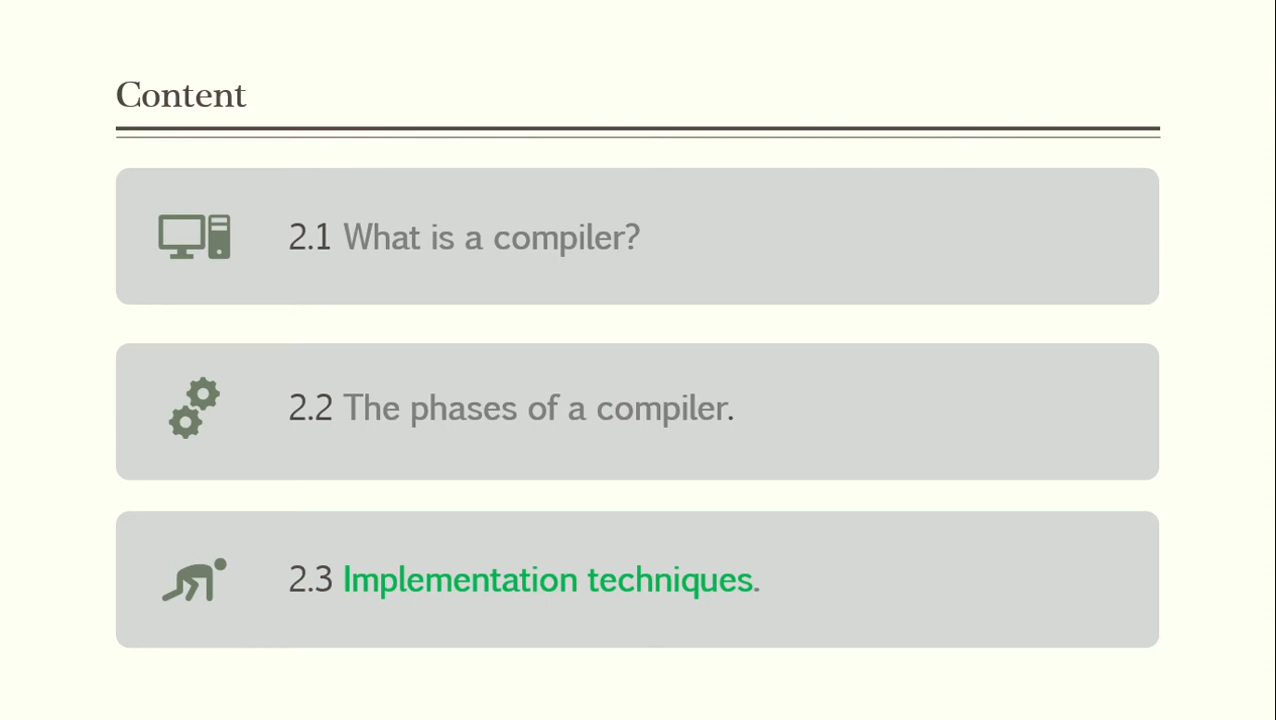 Content
2.1 What is a compiler?
2.2 The phases of a compiler.
2.3 Implementation techniques.